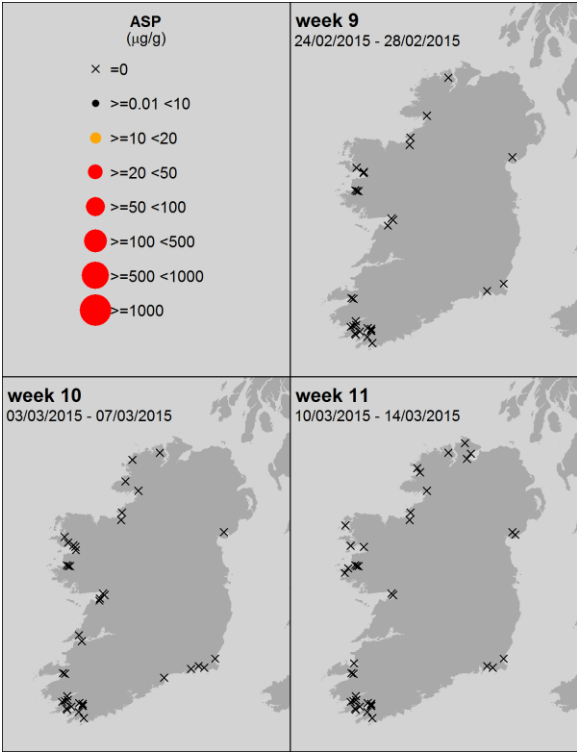 ASP
(µg/g)
=0
>=0.01 <10
>=10 <20
>=20 <50
>=50 <100
>=100 <500
>=500 <1000
>=1000
week 9
24/02/2015 - 28/02/2015
week 10
03/03/2015 - 07/03/2015
week 11
10/03/2015 - 14/03/2015